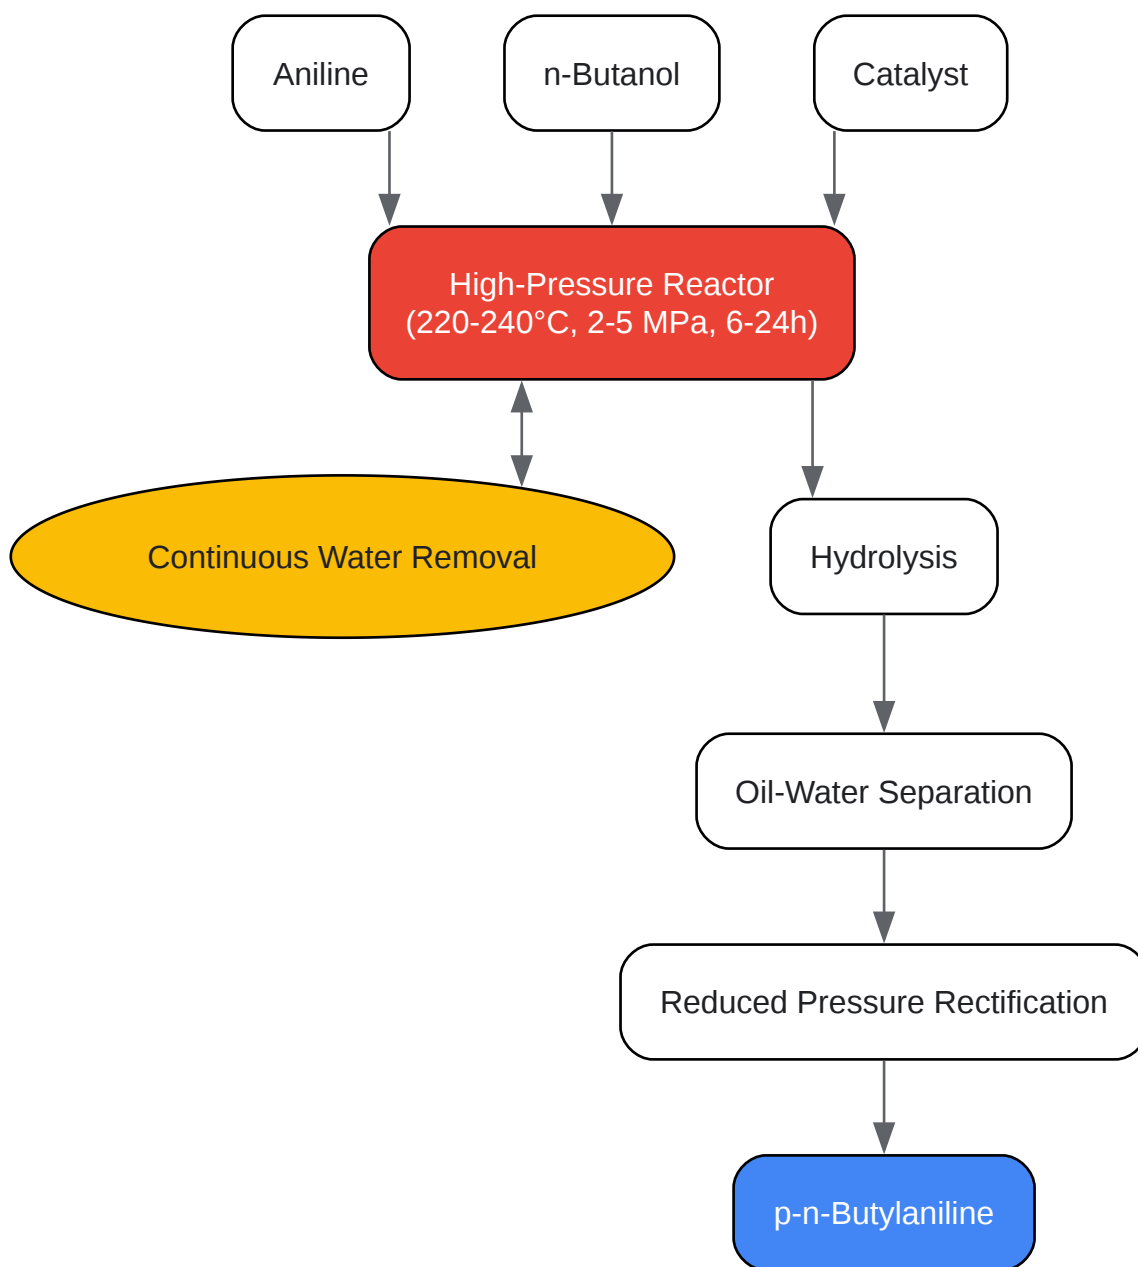 Aniline
n-Butanol
Catalyst
High-Pressure Reactor
(220-240°C, 2-5 MPa, 6-24h)
Continuous Water Removal
Hydrolysis
Oil-Water Separation
Reduced Pressure Rectification
p-n-Butylaniline